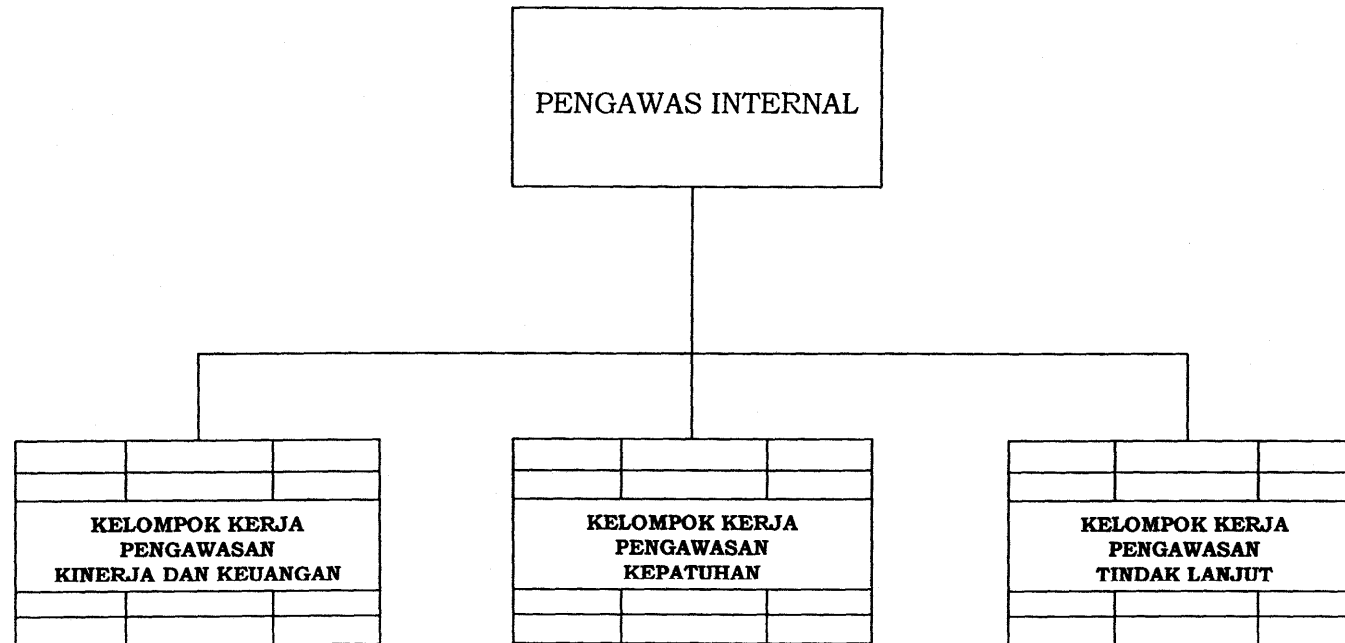 PENGAWAS INTERNAL
KELOMPOK KERJA
PENGAWASAN
KINERJA DAN KEUANGAN
KELOMPOK KERJA
PENGAWASAN
KEPATUHAN
KELOMPOK KERJA
PENGAWASAN
TINDAK LANJUT